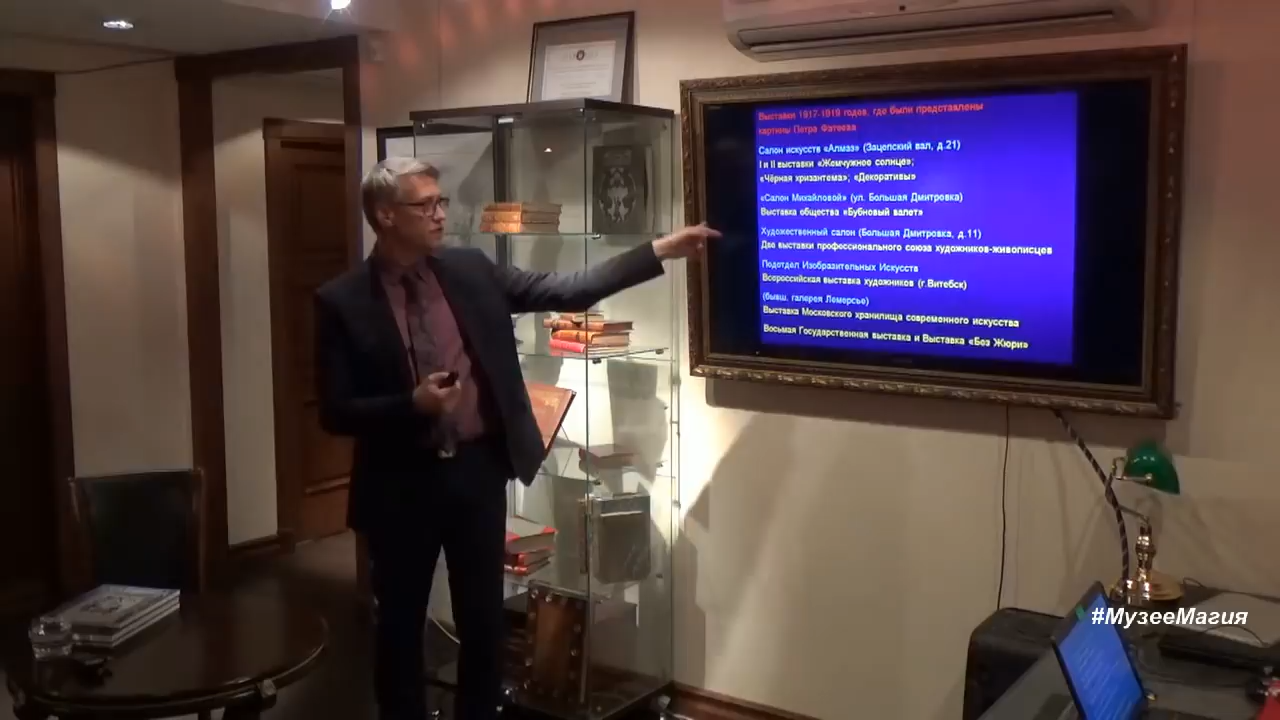 Выставки 1917-1919 годов, где были представлены
картины Петра Фатеева
Салон искусств «Алмаз» (Зацепский вал, д.21)
I и II выставки «Жемчужное солнце»;
«Чёрная хризантема»; «Декоративы»
«Салон Михайловой» (ул. Большая Дмитровка)
Выставка общества «Бубновый валет»
Художественный салон (Большая Дмитровка, д.11)
Две выставки профессионального союза художников-живописцев
Подотдел Изобразительных Искусств
Всероссийская выставка художников (г.Витебск)
(бывш. галерея Лемерсье)
Выставка Московского хранилища современного искусства
Восьмая Государственная выставка и Выставка «Без Жюри»
#МузееМагия